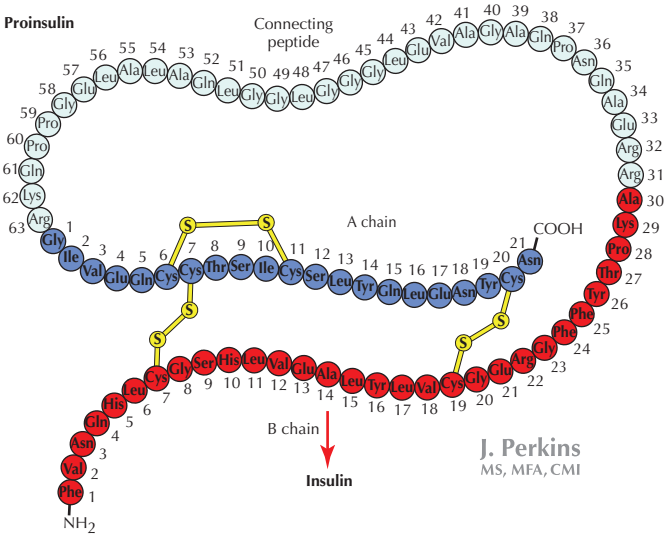 Proinsulin
Connecting
peptide
63 62 61 60 59 58 57 56 55 54 53 52 51 50 49 48 47 46 45 44 43 42 41 40 39 38 37 36 35 34 33 32 31
Arg Lys Gln Pro Pro Gly Glu Leu Ala Leu Ala Gln Leu Gly Gly Leu Gly Gly Gly Leu Glu Val Ala Gly Ala Gln Pro Asn Gln Ala Glu Arg Arg
S S
A chain
COOH
1 2 3 4 5 6 7 8 9 10 11 12 13 14 15 16 17 18 19 20 21
Gly Ile Val Glu Gln Cys Cys Thr Ser Ile Cys Ser Leu Tyr Gln Leu Glu Asn Tyr Cys Asn
S S
S S
Phe Val Asn Gln His Leu Cys Gly Ser His Leu Val Glu Ala Leu Tyr Leu Val Cys Gly Glu Arg Gly Phe Phe Tyr Thr Pro Lys Ala
1 2 3 4 5 6 7 8 9 10 11 12 13 14 15 16 17 18 19 20 21 22 23 24 25 26 27 28 29 30
NH2
B chain
Insulin
J. Perkins
MS, MFA, CMI